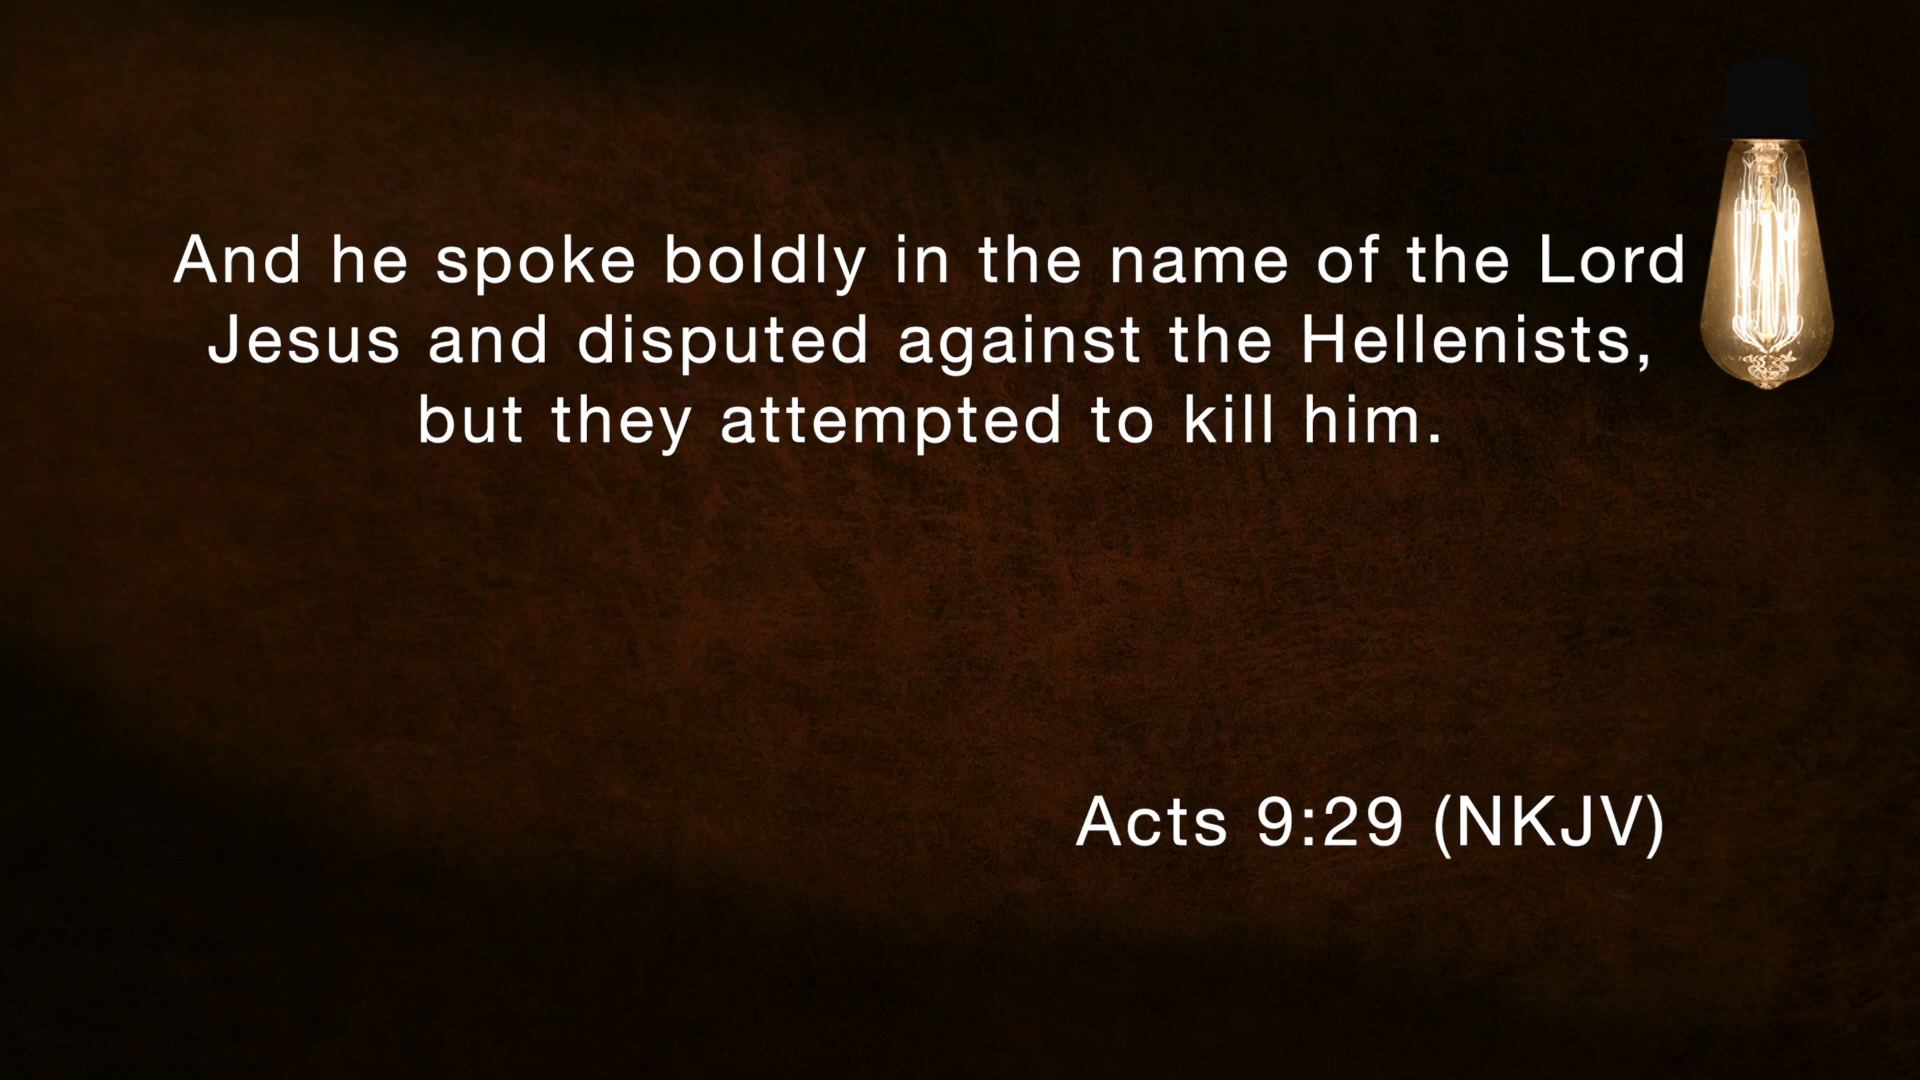 And he spoke boldly in the name of the Lord
Jesus and disputed against the Hellenists,
but they attempted to kill him.
Acts 9:29 (NKJV)